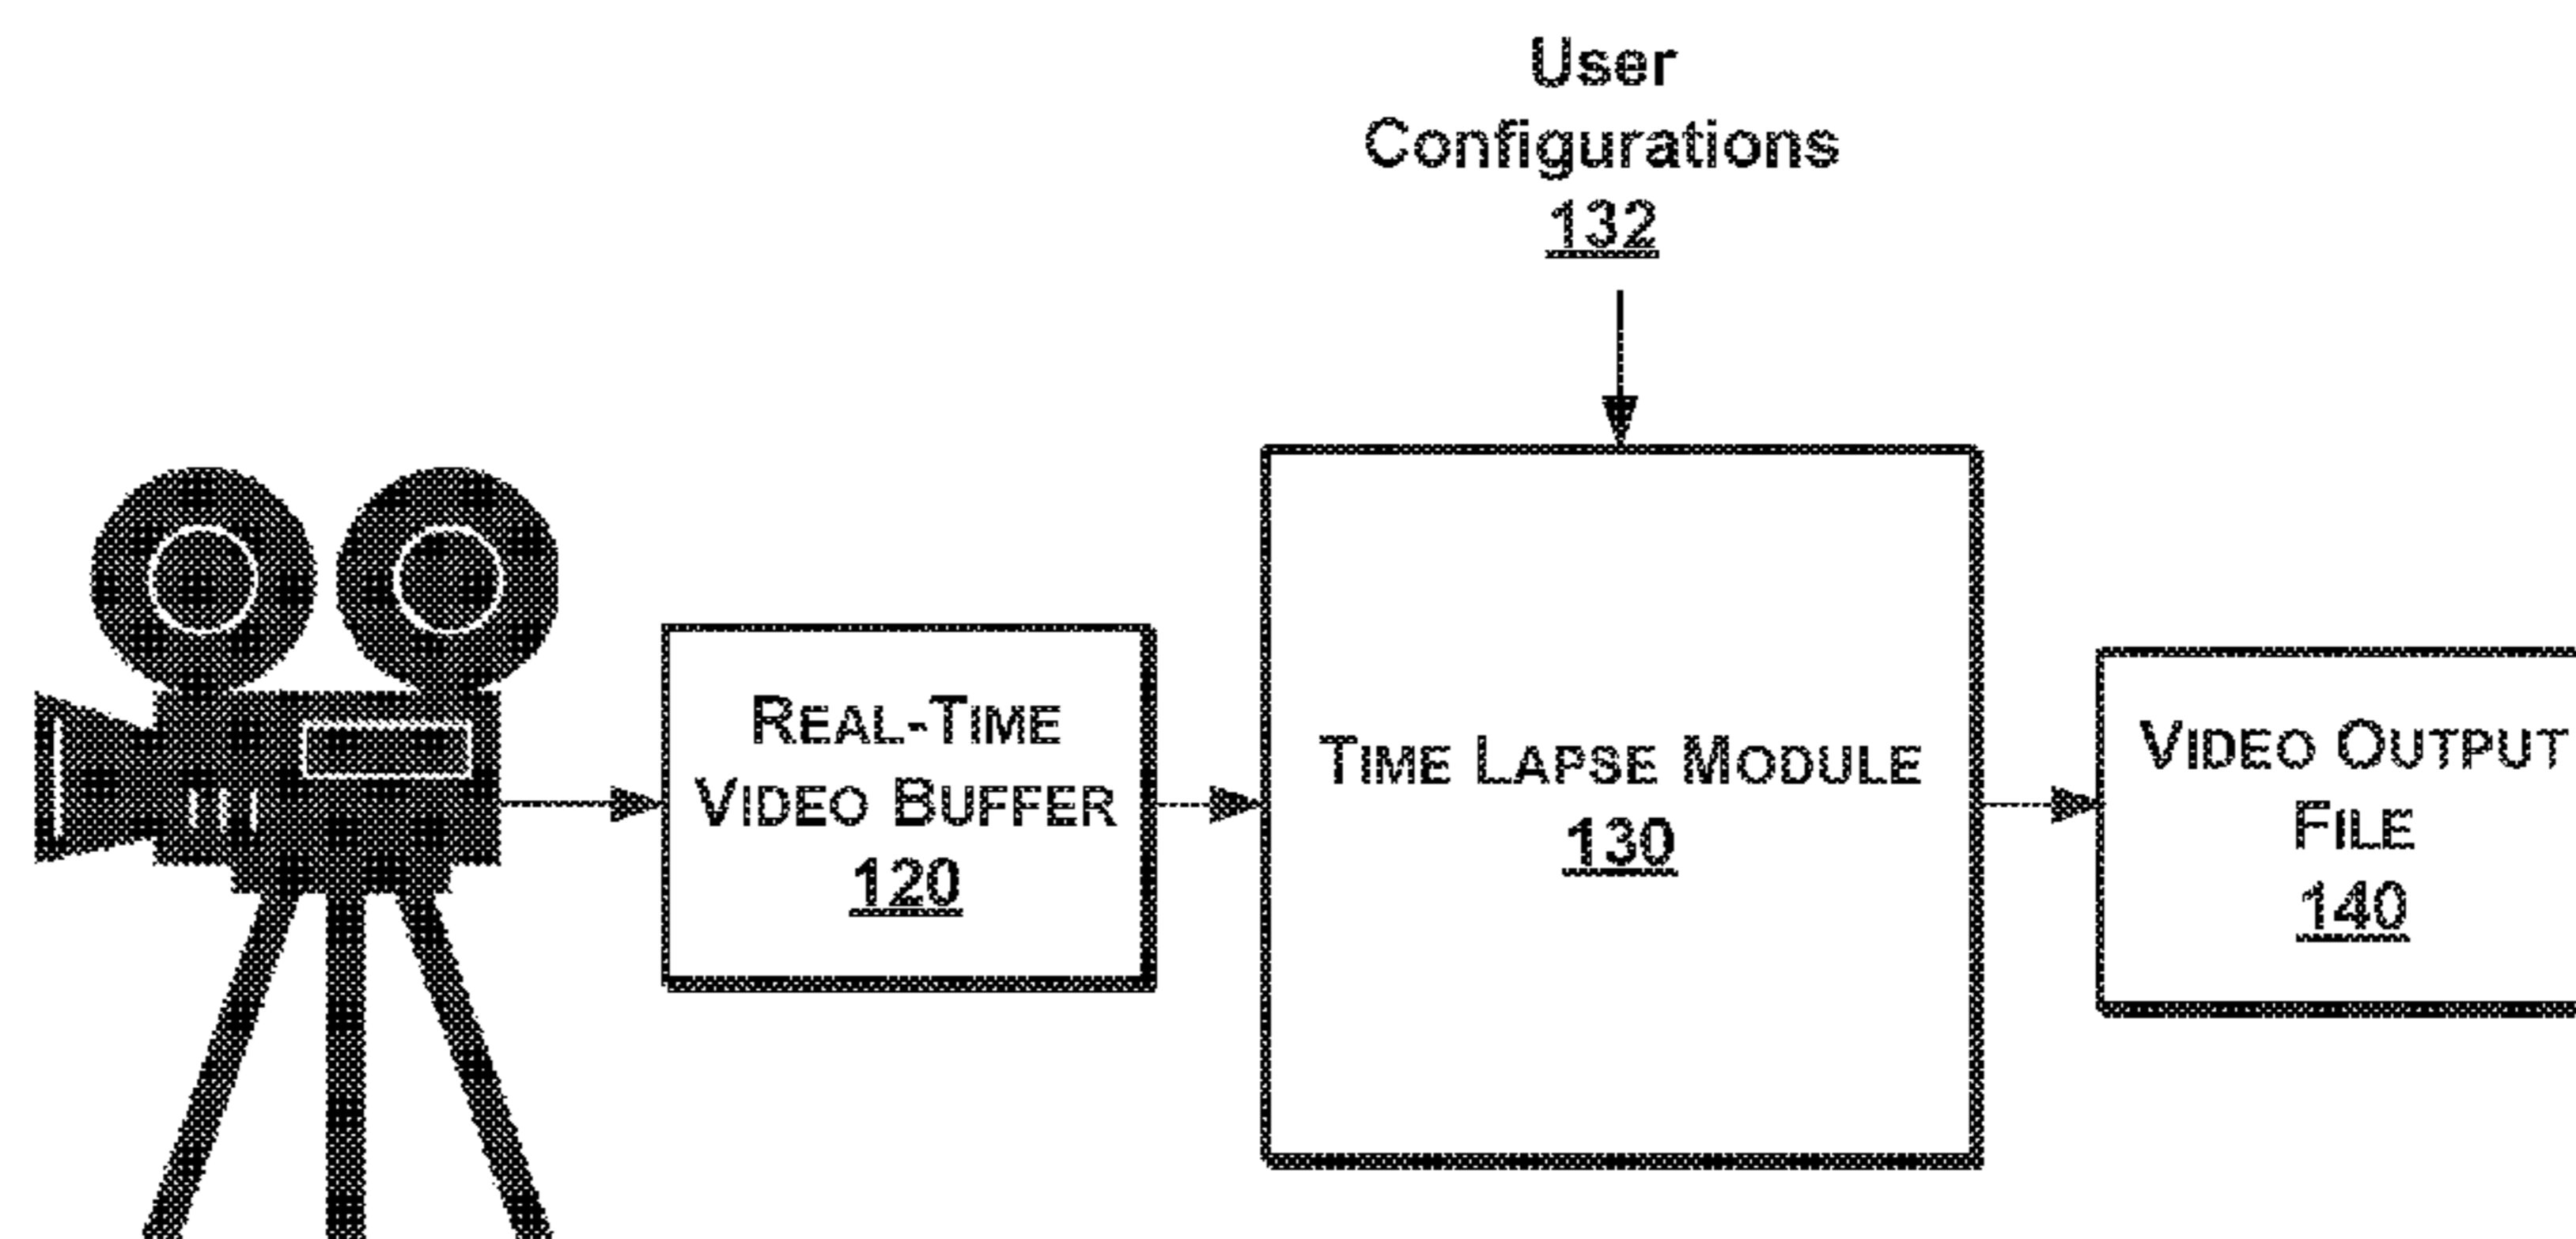 User
Configurations
132
REAL-TIME
VIDEO BUFFER
120
TIME LAPSE MODULE
130
VIDEO OUTPUT
FILE
140